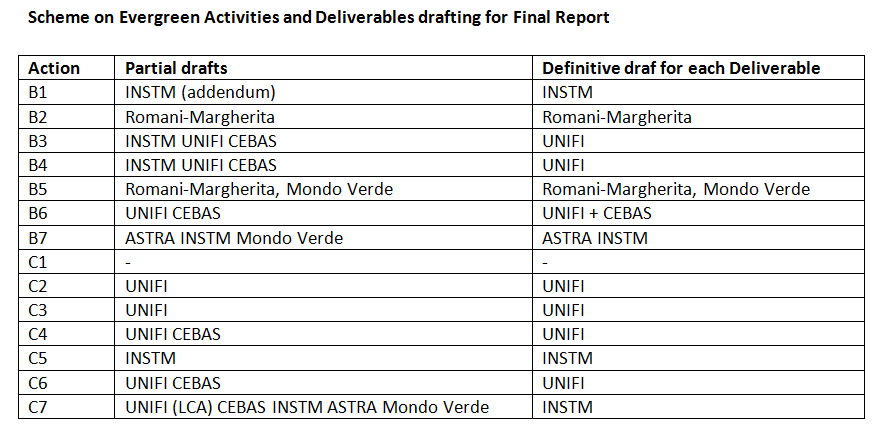 Scheme on Evergreen Activities and Deliverables drafting for Final Report
Action Partial drafts Definitive draf for each Deliverable
B1 INSTM (addendum) INSTM
B2 Romani-Margherita Romani-Margherita
B3 INSTM UNIFI CEBAS UNIFI
B4 INSTM UNIFI CEBAS UNIFI
B5 Romani-Margherita, Mondo Verde Romani-Margherita, Mondo Verde
B6 UNIFI CEBAS UNIFI + CEBAS
B7 ASTRA INSTM Mondo Verde ASTRA INSTM
C1 - -
C2 UNIFI UNIFI
C3 UNIFI UNIFI
C4 UNIFI CEBAS UNIFI
C5 INSTM INSTM
C6 UNIFI CEBAS UNIFI
C7 UNIFI (LCA) CEBAS INSTM ASTRA Mondo Verde INSTM